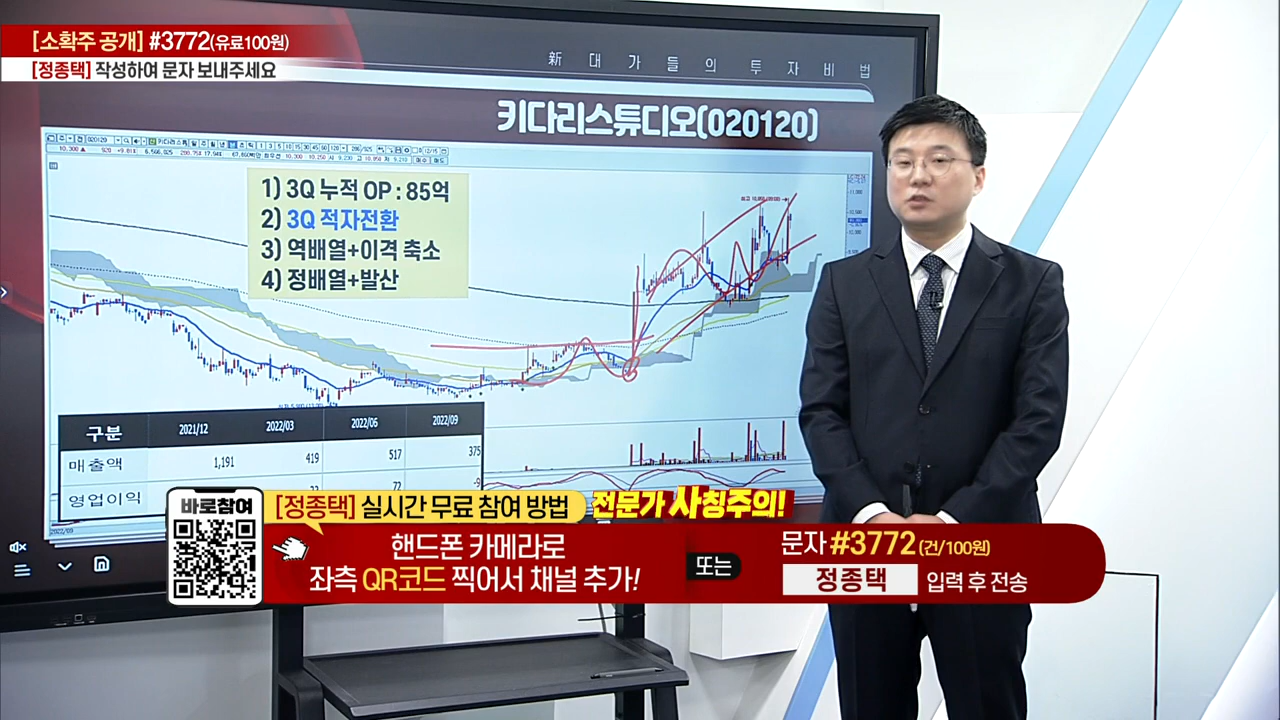 [소확주 공개] #3772(유료100원)
[정종택] 작성하여 문자 보내주세요
新 대 가 들 의 투 자 비 법
키다리스튜디오(020120)
1) 3Q 누적 OP : 85억
2) 3Q 적자전환
3) 역배열+이격 축소
4) 정배열+발산
구분 2021/12 2022/03 2022/06 2022/09
매출액 1,191 419 517 375
영업이익 72 -9
바로참여
[정종택] 실시간 무료 참여 방법
전문가 사칭주의!
핸드폰 카메라로
좌측 QR코드 찍어서 채널 추가!
또는
문자 #3772 (건/100원)
정종택 입력 후 전송